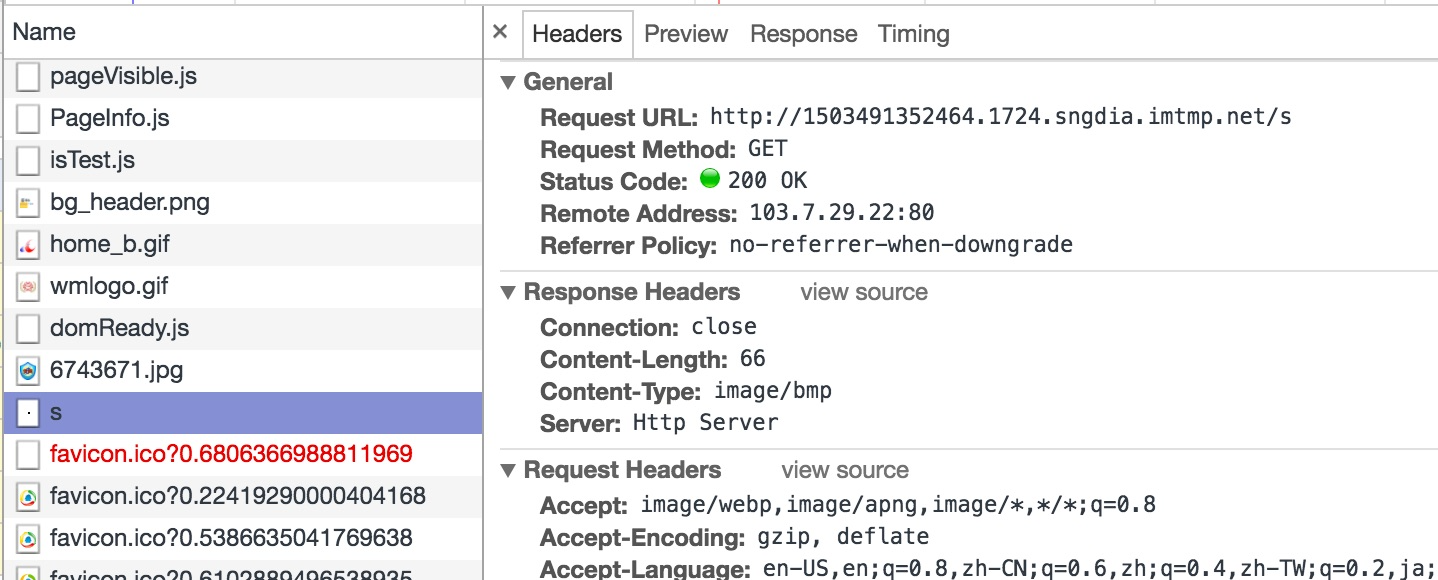 Name
pageVisible.js
PageInfo.js
isTest.js
bg_header.png
home_b.gif
wmlogo.gif
domReady.js
6743671.jpg
s
favicon.ico?0.6806366988811969
favicon.ico?0.22419290000404168
favicon.ico?0.5386635041769638
favicon.ico?0.6102889496538935
× Headers Preview Response Timing
▼ General
Request URL: http://1503491352464.1724.sngdia.imtmp.net/s
Request Method: GET
Status Code: 200 OK
Remote Address: 103.7.29.22:80
Referrer Policy: no-referrer-when-downgrade
▼ Response Headers view source
Connection: close
Content-Length: 66
Content-Type: image/bmp
Server: Http Server
▼ Request Headers view source
Accept: image/webp,image/apng,image/*,*/*;q=0.8
Accept-Encoding: gzip, deflate
Accept-Language: en-US,en;q=0.8,zh-CN;q=0.6,zh;q=0.4,zh-TW;q=0.2,ja;